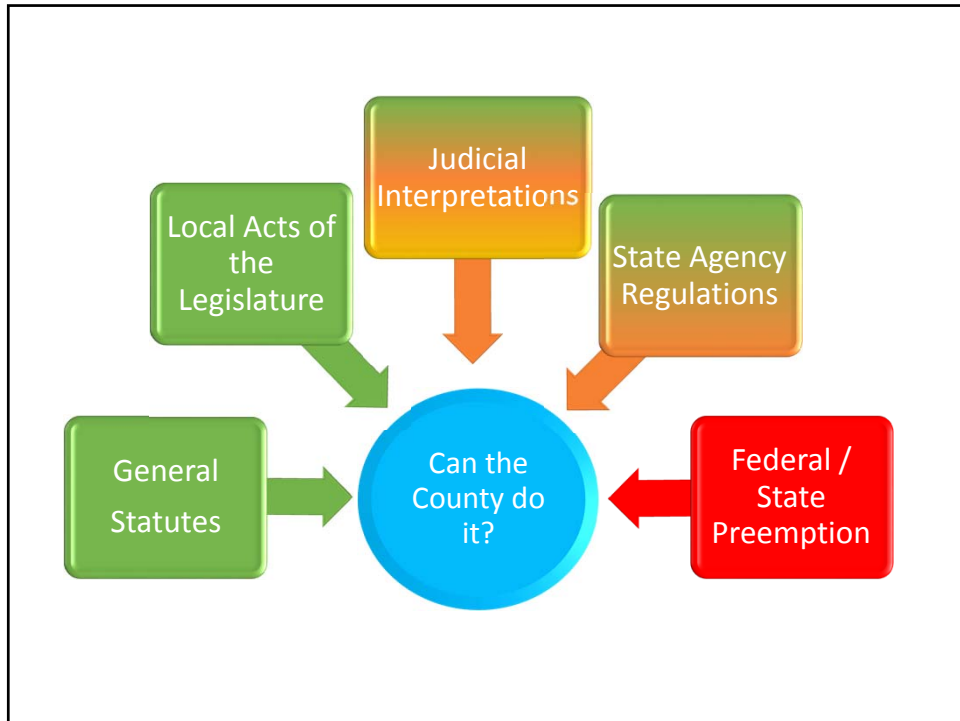 Judicial
Interpretations
Local Acts of
the
Legislature
State Agency
Regulations
General
Statutes
Can the
County do
it?
Federal /
State
Preemption